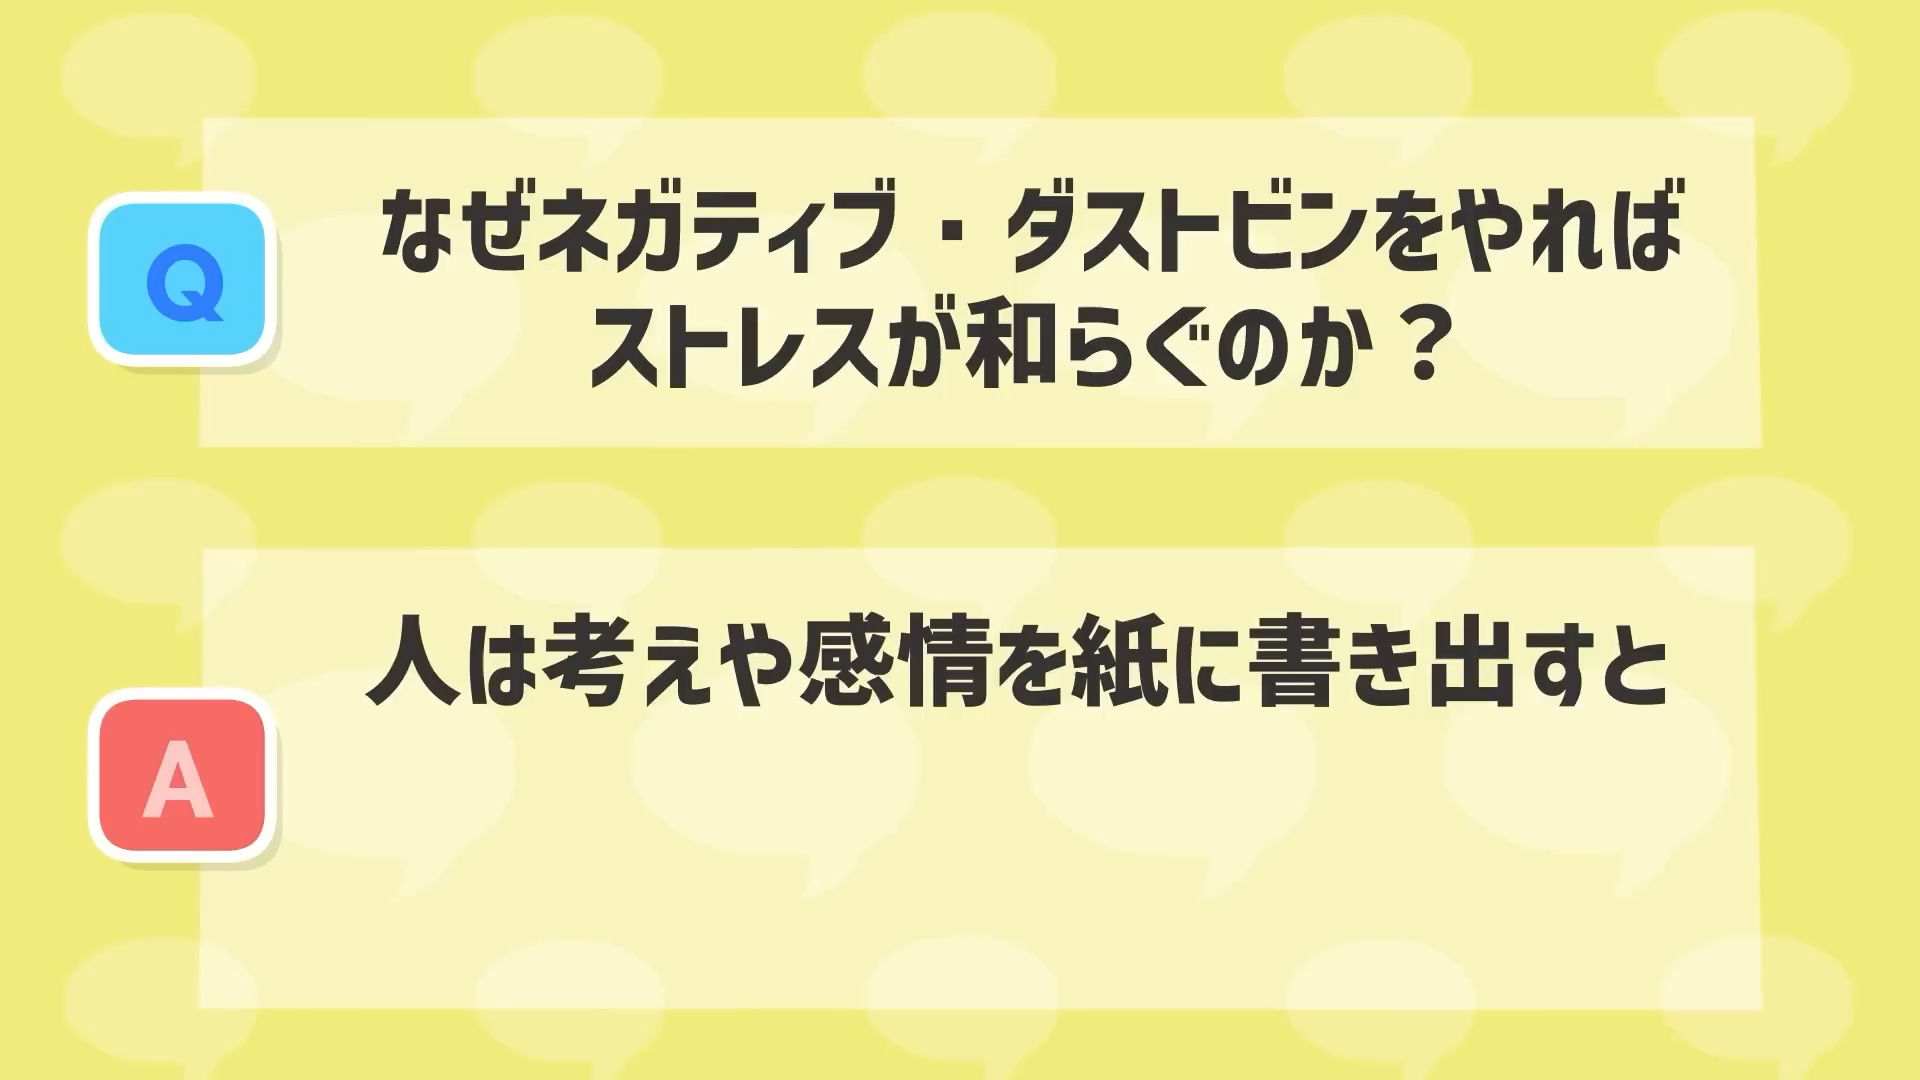 Q
なぜネガティブ・ダストビンをやれば
ストレスが和らぐのか？
A
人は考えや感情を紙に書き出すと